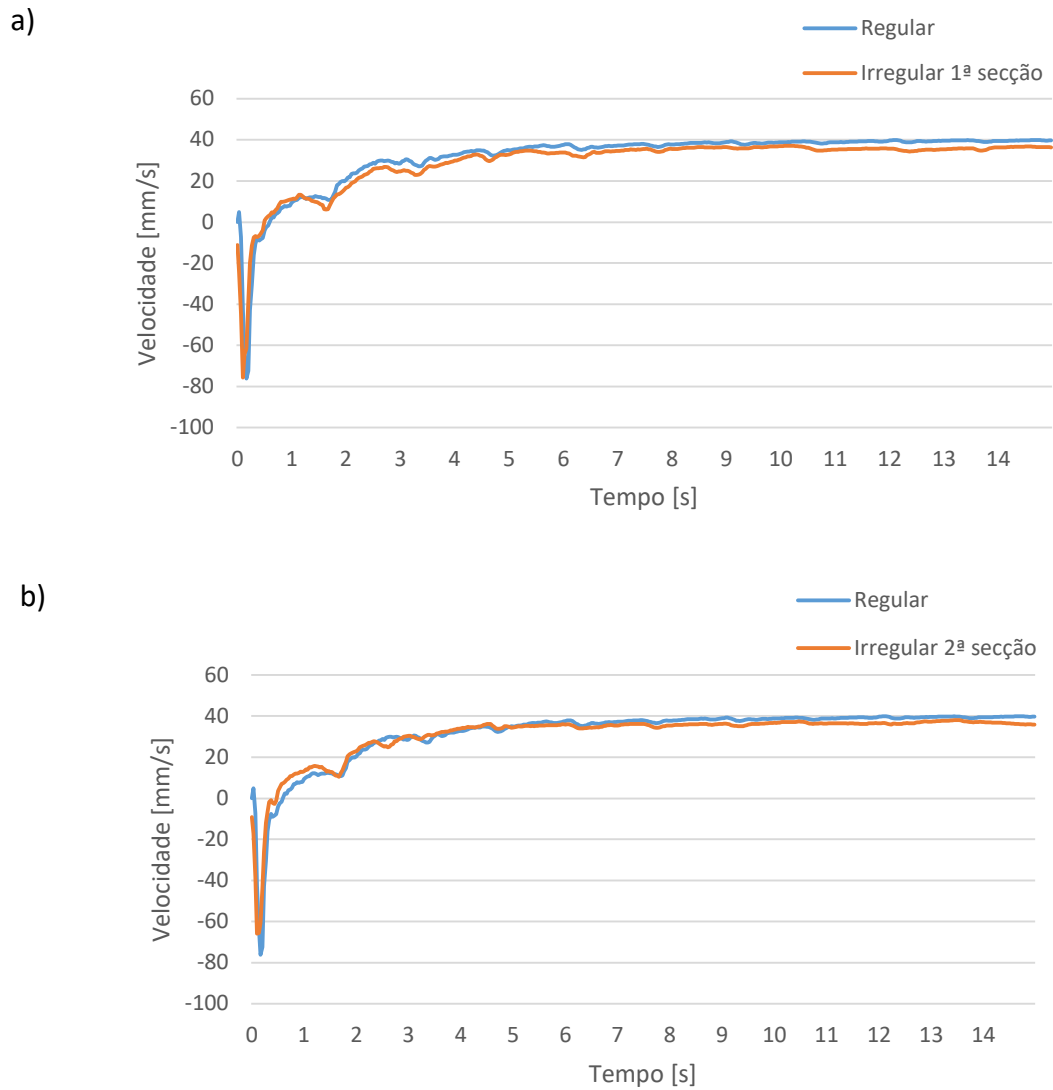 a)
Regular
Irregular 1ª secção
60
40
20
0
-20
-40
-60
-80
-100
Velocidade [mm/s]
0 1 2 3 4 5 6 7 8 9 10 11 12 13 14
Tempo [s]
b)
Regular
Irregular 2ª secção
60
40
20
0
-20
-40
-60
-80
-100
Velocidade [mm/s]
0 1 2 3 4 5 6 7 8 9 10 11 12 13 14
Tempo [s]